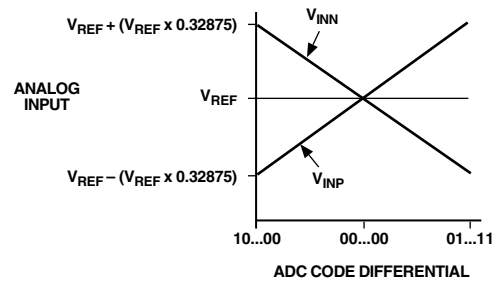 V_REF + (V_REF x 0.32875)
V_INN
ANALOG
INPUT
V_REF
V_REF – (V_REF x 0.32875)
V_INP
10...00
00...00
01...11
ADC CODE DIFFERENTIAL